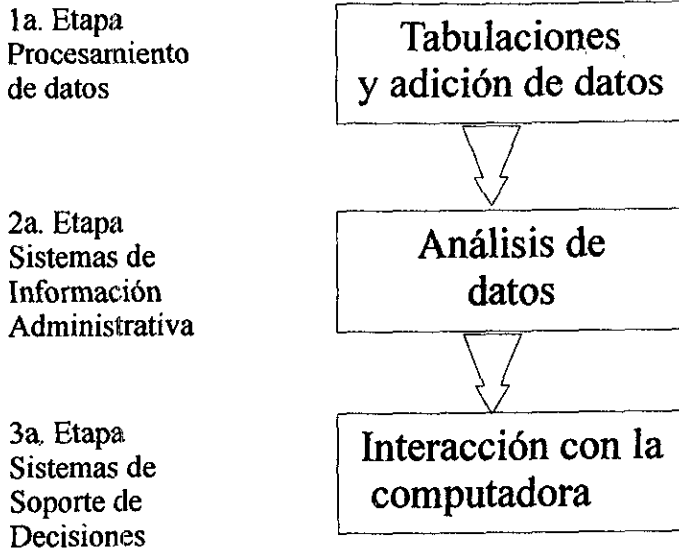 1a. Etapa
Procesamiento
de datos
Tabulaciones
y adición de datos
2a. Etapa
Sistemas de
Información
Administrativa
Análisis de
datos
3a. Etapa
Sistemas de
Soporte de
Decisiones
Interacción con la
computadora